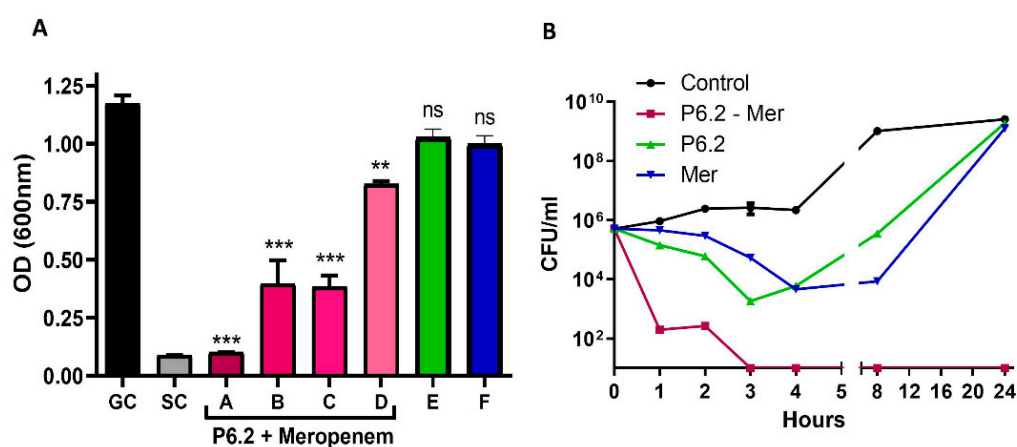 A
OD (600nm)
1.25
1.00
0.75
0.50
0.25
0.00
***
***
***
**
ns
ns
GC SC A B C D E F
P6.2 + Meropenem
B
Control
P6.2 - Mer
P6.2
Mer
CFU/ml
10^10
10^8
10^6
10^4
10^2
0 1 2 3 4 5 8 12 16 20 24
Hours